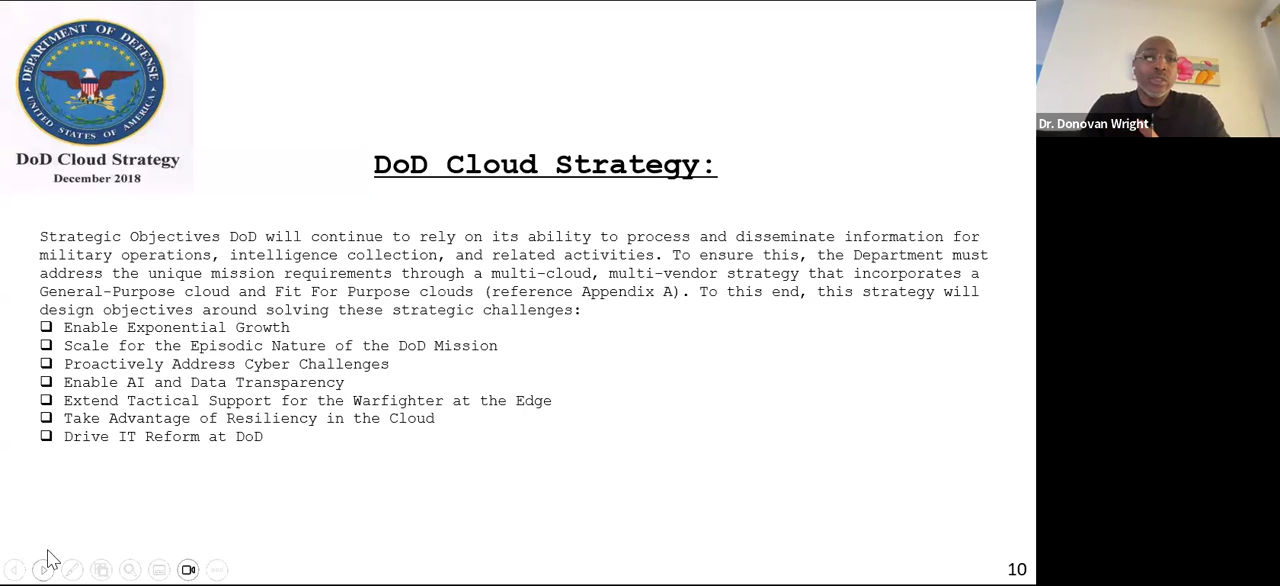 DEPARTMENT OF DEFENSE
UNITED STATES OF AMERICA
DoD Cloud Strategy
December 2018
Dr. Donovan Wright
DoD Cloud Strategy:
Strategic Objectives DoD will continue to rely on its ability to process and disseminate information for
military operations, intelligence collection, and related activities. To ensure this, the Department must
address the unique mission requirements through a multi-cloud, multi-vendor strategy that incorporates a
General-Purpose cloud and Fit For Purpose clouds (reference Appendix A). To this end, this strategy will
design objectives around solving these strategic challenges:
Enable Exponential Growth
Scale for the Episodic Nature of the DoD Mission
Proactively Address Cyber Challenges
Enable AI and Data Transparency
Extend Tactical Support for the Warfighter at the Edge
Take Advantage of Resiliency in the Cloud
Drive IT Reform at DoD
10